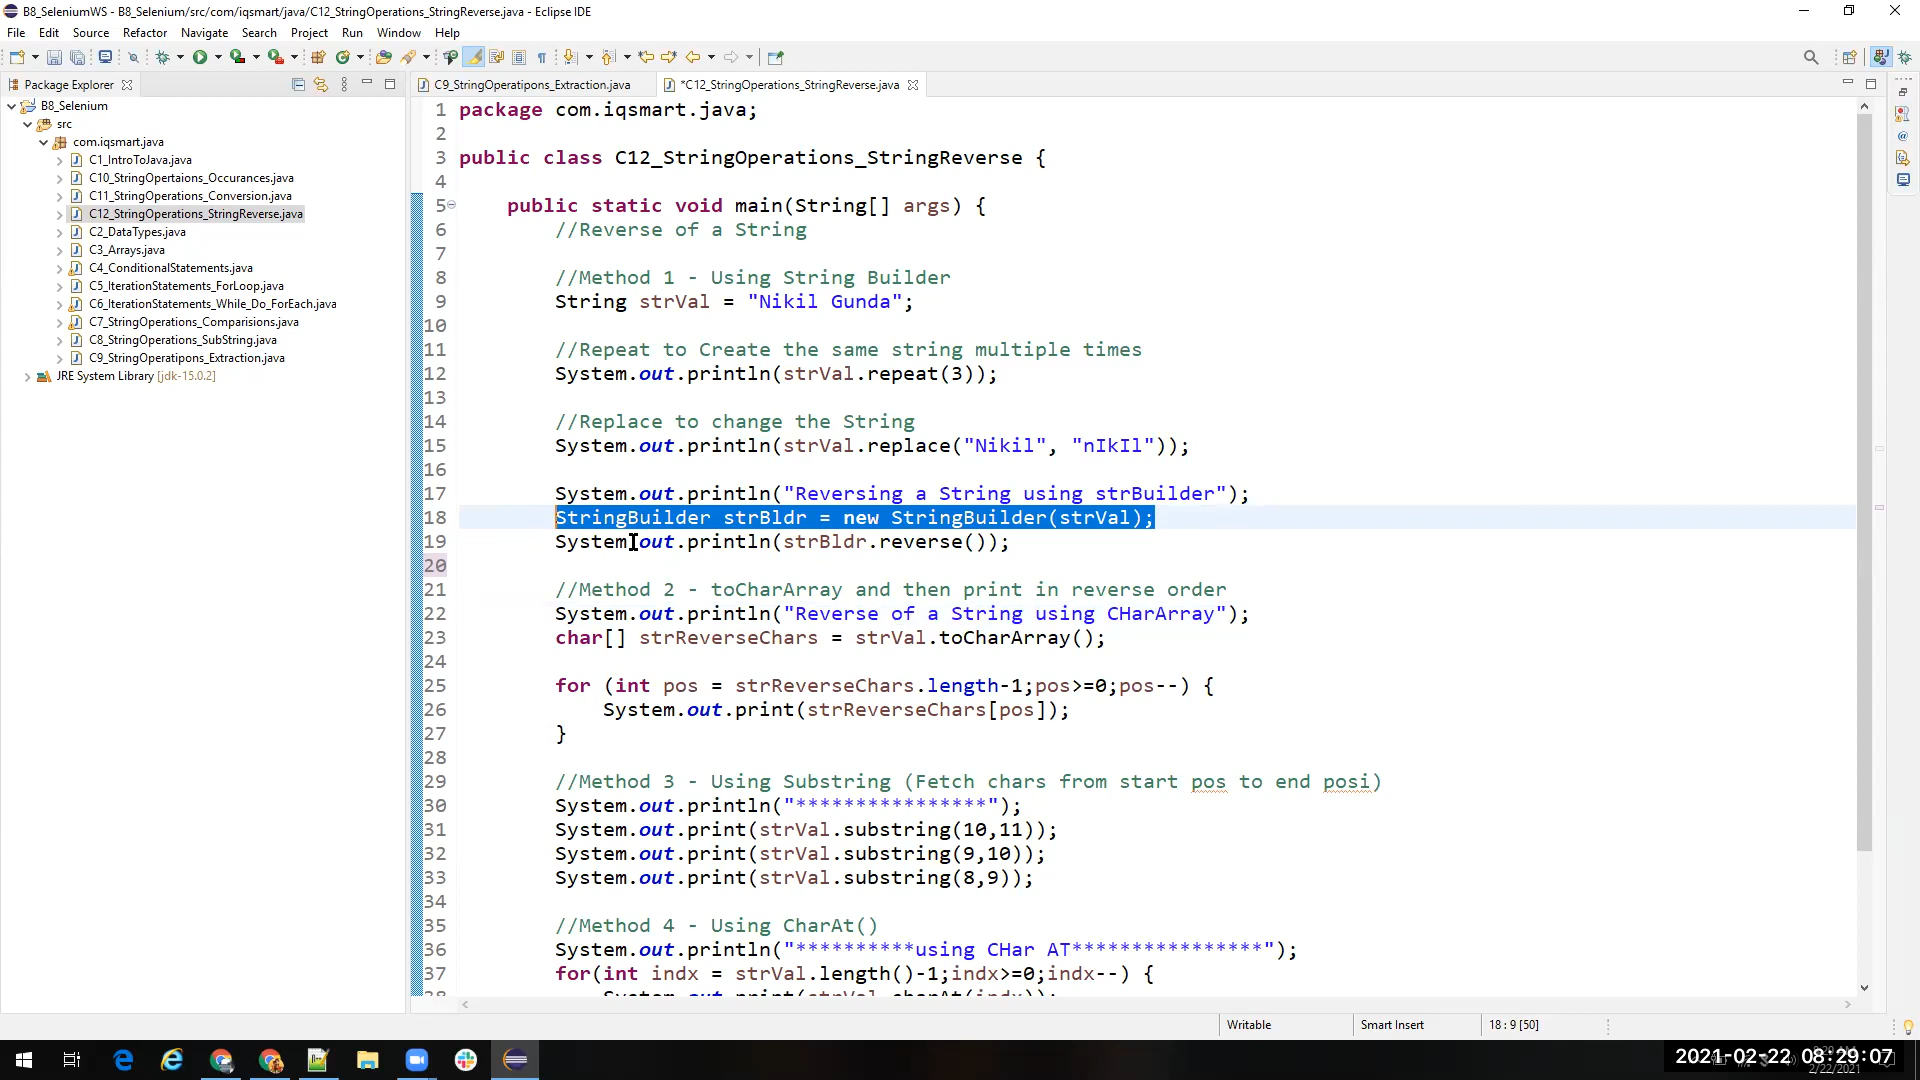 B8_SeleniumWS - B8_Selenium/src/com/iqsmart/java/C12_StringOperations_StringReverse.java - Eclipse IDE
File Edit Source Refactor Navigate Search Project Run Window Help
Package Explorer
B8_Selenium
src
com.iqsmart.java
C1_IntroToJava.java
C10_StringOpertaions_Occurances.java
C11_StringOperations_Conversion.java
C12_StringOperations_StringReverse.java
C2_DataTypes.java
C3_Arrays.java
C4_ConditionalStatements.java
C5_IterationStatements_ForLoop.java
C6_IterationStatements_While_Do_ForEach.java
C7_StringOperations_Comparisions.java
C8_StringOperations_SubString.java
C9_StringOperatipons_Extraction.java
JRE System Library [jdk-15.0.2]
C9_StringOperatipons_Extraction.java *C12_StringOperations_StringReverse.java
1 package com.iqsmart.java;
2
3 public class C12_StringOperations_StringReverse {
4
5 public static void main(String[] args) {
6 //Reverse of a String
7
8 //Method 1 - Using String Builder
9 String strVal = "Nikil Gunda";
10
11 //Repeat to Create the same string multiple times
12 System.out.println(strVal.repeat(3));
13
14 //Replace to change the String
15 System.out.println(strVal.replace("Nikil", "nIkIl"));
16
17 System.out.println("Reversing a String using strBuilder");
18 StringBuilder strBldr = new StringBuilder(strVal);
19 System.out.println(strBldr.reverse());
20
21 //Method 2 - toCharArray and then print in reverse order
22 System.out.println("Reverse of a String using CHarArray");
23 char[] strReverseChars = strVal.toCharArray();
24
25 for (int pos = strReverseChars.length-1;pos>=0;pos--) {
26 System.out.print(strReverseChars[pos]);
27 }
28
29 //Method 3 - Using Substring (Fetch chars from start pos to end posi)
30 System.out.println("****************");
31 System.out.print(strVal.substring(10,11));
32 System.out.print(strVal.substring(9,10));
33 System.out.print(strVal.substring(8,9));
34
35 //Method 4 - Using CharAt()
36 System.out.println("**********using CHar AT****************");
37 for(int indx = strVal.length()-1;indx>=0;indx--) {
38 System.out.print(strVal.charAt(indx));
Writable Smart Insert 18 : 9 [50]
2021-02-22 08:29:07
2/22/2021